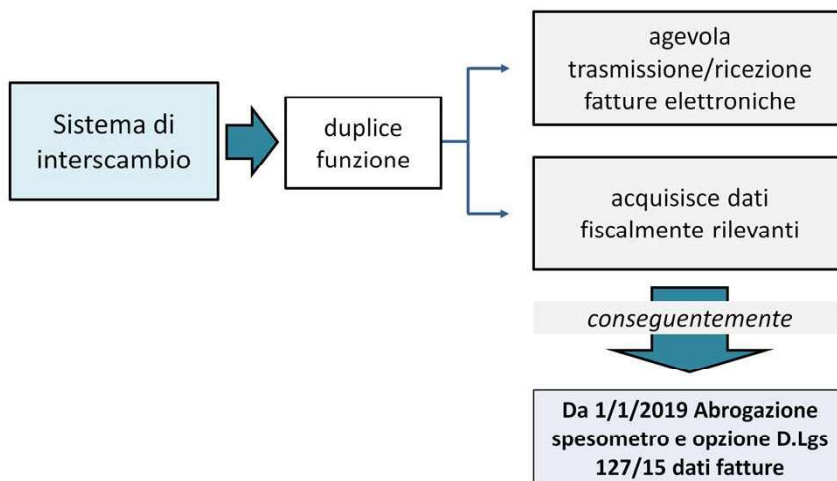 Sistema di
interscambio
duplice
funzione
agevola
trasmissione/ricezione
fatture elettroniche
acquisisce dati
fiscalmente rilevanti
conseguentemente
Da 1/1/2019 Abrogazione
spesometro e opzione D.Lgs
127/15 dati fatture